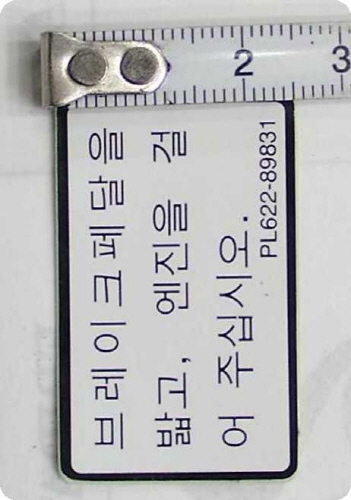 브레이크페달을
밟고, 엔진을 걸
어 주십시오.
PL622-89831
2
3